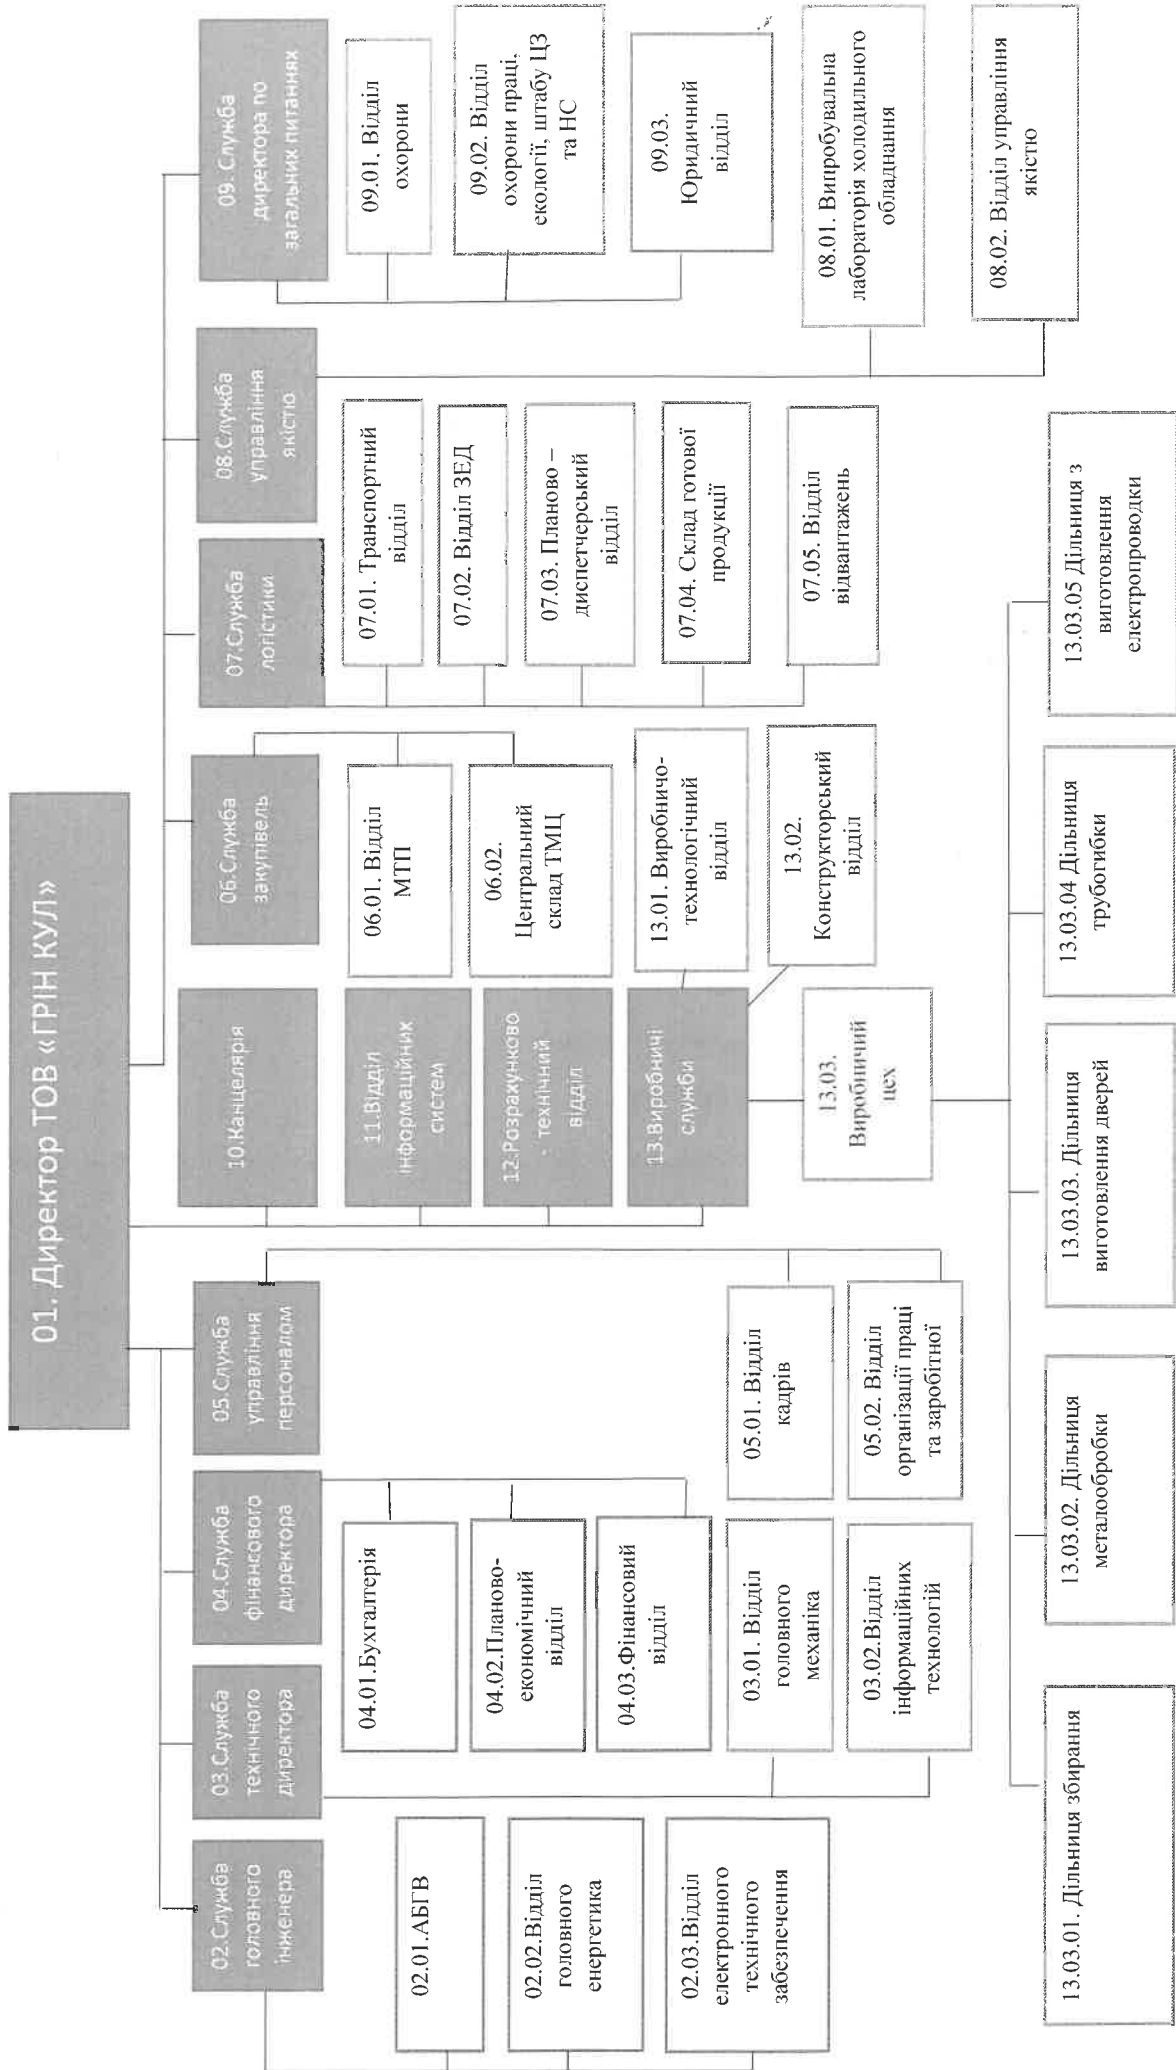 01. Директор ТОВ «ГРІН КУЛ»
02.Служба
головного
інженера
03.Служба
технічного
директора
04.Служба
фінансового
директора
05.Служба
управління
персоналом
10.Канцелярія
06.Служба
закупівель
07.Служба
логістики
08.Служба
управління
якістю
09. Служба
директора по
загальних питаннях
02.01.АБГВ
02.02.Відділ
головного
енергетика
02.03.Відділ
електронного
технічного
забезпечення
04.01.Бухгалтерія
04.02.Планово-
економічний
відділ
04.03.Фінансовий
відділ
03.01. Відділ
головного
механіка
03.02.Відділ
інформаційних
технологій
05.01. Відділ
кадрів
05.02. Відділ
організації праці
та заробітної
11.Відділ
інформаційних
систем
12.Розрахунково
- технічний
відділ
13.Виробничі
служби
06.01. Відділ
МТП
06.02.
Центральний
склад ТМЦ
13.01. Виробничо-
технологічний
відділ
13.02.
Конструкторський
відділ
13.03.
Виробничий
цех
07.01. Транспортний
відділ
07.02. Відділ ЗЕД
07.03. Планово –
диспетчерський
відділ
07.04. Склад готової
продукції
07.05. Відділ
відвантажень
09.01. Відділ
охорони
09.02. Відділ
охорони праці,
екології, штабу ЦЗ
та НС
09.03.
Юридичний
відділ
08.01. Випробувальна
лабораторія холодильного
обладнання
08.02. Відділ управління
якістю
13.03.01. Дільниця збирання
13.03.02. Дільниця
металообробки
13.03.03. Дільниця
виготовлення дверей
13.03.04 Дільниця
трубогибки
13.03.05 Дільниця з
виготовлення
електропроводки